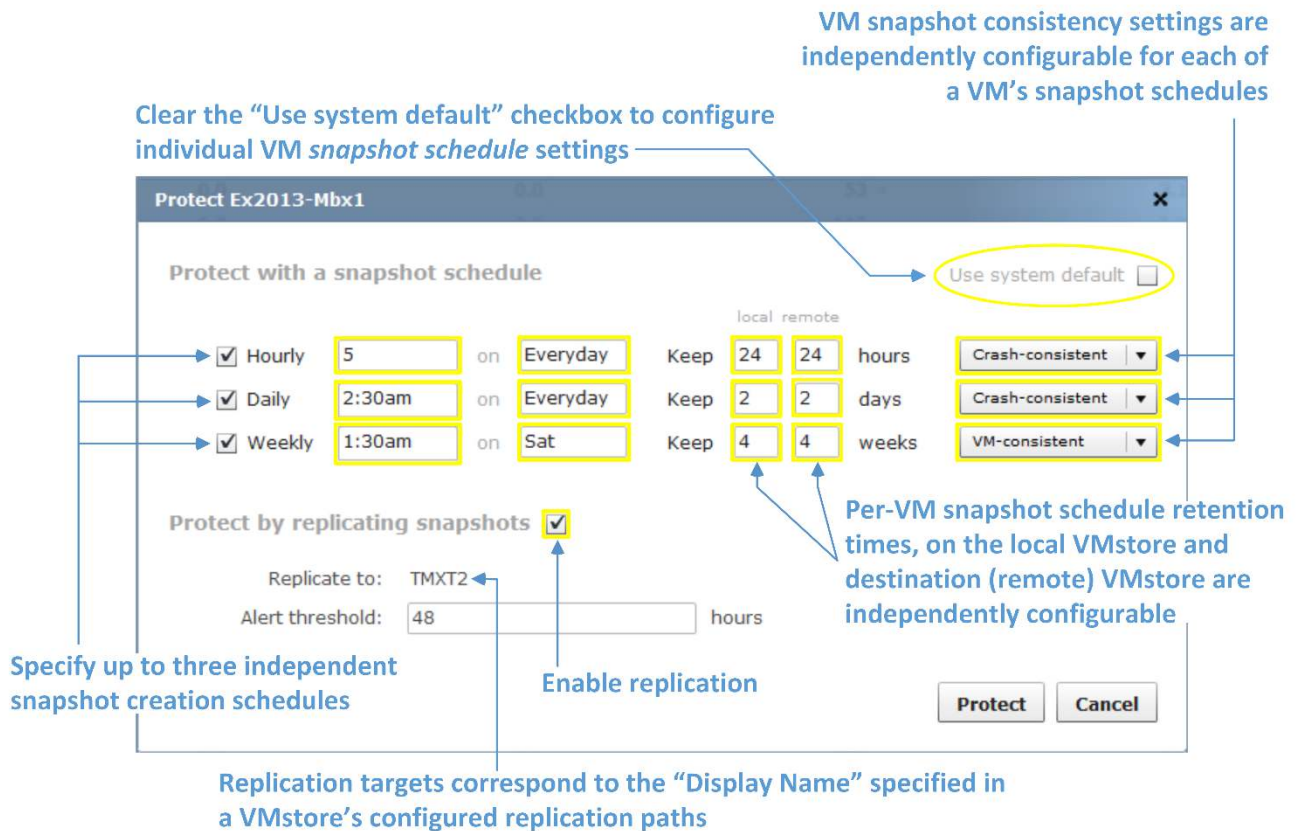 VM snapshot consistency settings are
independently configurable for each of
a VM's snapshot schedules
Clear the “Use system default” checkbox to configure
individual VM snapshot schedule settings
Protect Ex2013-Mbx1
Protect with a snapshot schedule
Use system default
local remote
Hourly 5 on Everyday Keep 24 24 hours Crash-consistent
Daily 2:30am on Everyday Keep 2 2 days Crash-consistent
Weekly 1:30am on Sat Keep 4 4 weeks VM-consistent
Protect by replicating snapshots
Replicate to: TMXT2
Alert threshold: 48 hours
Per-VM snapshot schedule retention
times, on the local VMstore and
destination (remote) VMstore are
independently configurable
Specify up to three independent
snapshot creation schedules
Enable replication
Protect Cancel
Replication targets correspond to the “Display Name” specified in
a VMstore's configured replication paths